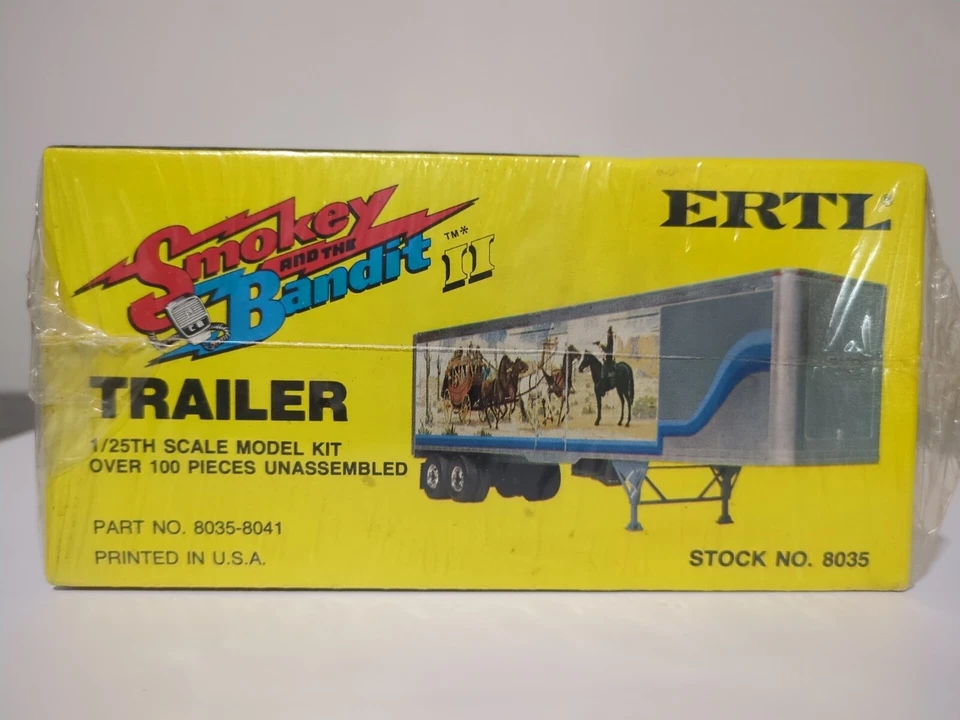 Smokey
AND THE
Bandit II
TM*
CB
ERTL
TRAILER
1/25TH SCALE MODEL KIT
OVER 100 PIECES UNASSEMBLED
PART NO. 8035-8041
PRINTED IN U.S.A.
STOCK NO. 8035